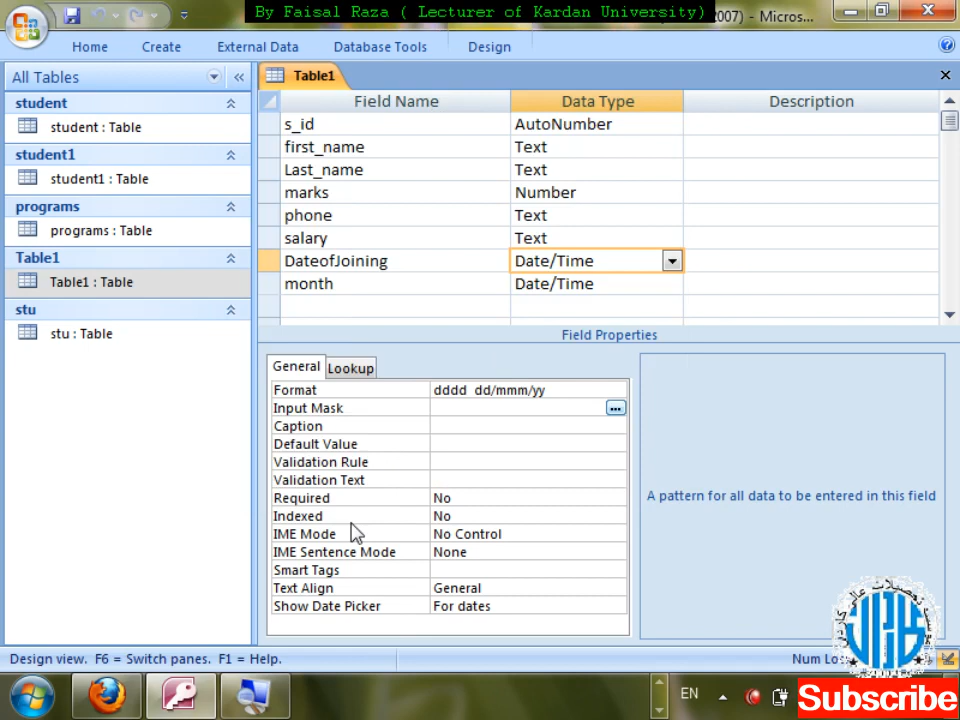 By Faisal Raza ( Lecturer of Kardan University) 2007) - Micros...
Home Create External Data Database Tools Design
All Tables
student
student : Table
student1
student1 : Table
programs
programs : Table
Table1
Table1 : Table
stu
stu : Table
Table1
Field Name Data Type Description
s_id AutoNumber
first_name Text
Last_name Text
marks Number
phone Text
salary Text
DateofJoining Date/Time
month Date/Time
Field Properties
General Lookup
Format dddd dd/mmm/yy
Input Mask ...
Caption
Default Value
Validation Rule
Validation Text
Required No
Indexed No
IME Mode No Control
IME Sentence Mode None
Smart Tags
Text Align General
Show Date Picker For dates
A pattern for all data to be entered in this field
Design view. F6 = Switch panes. F1 = Help. Num Lo
EN
Subscribe